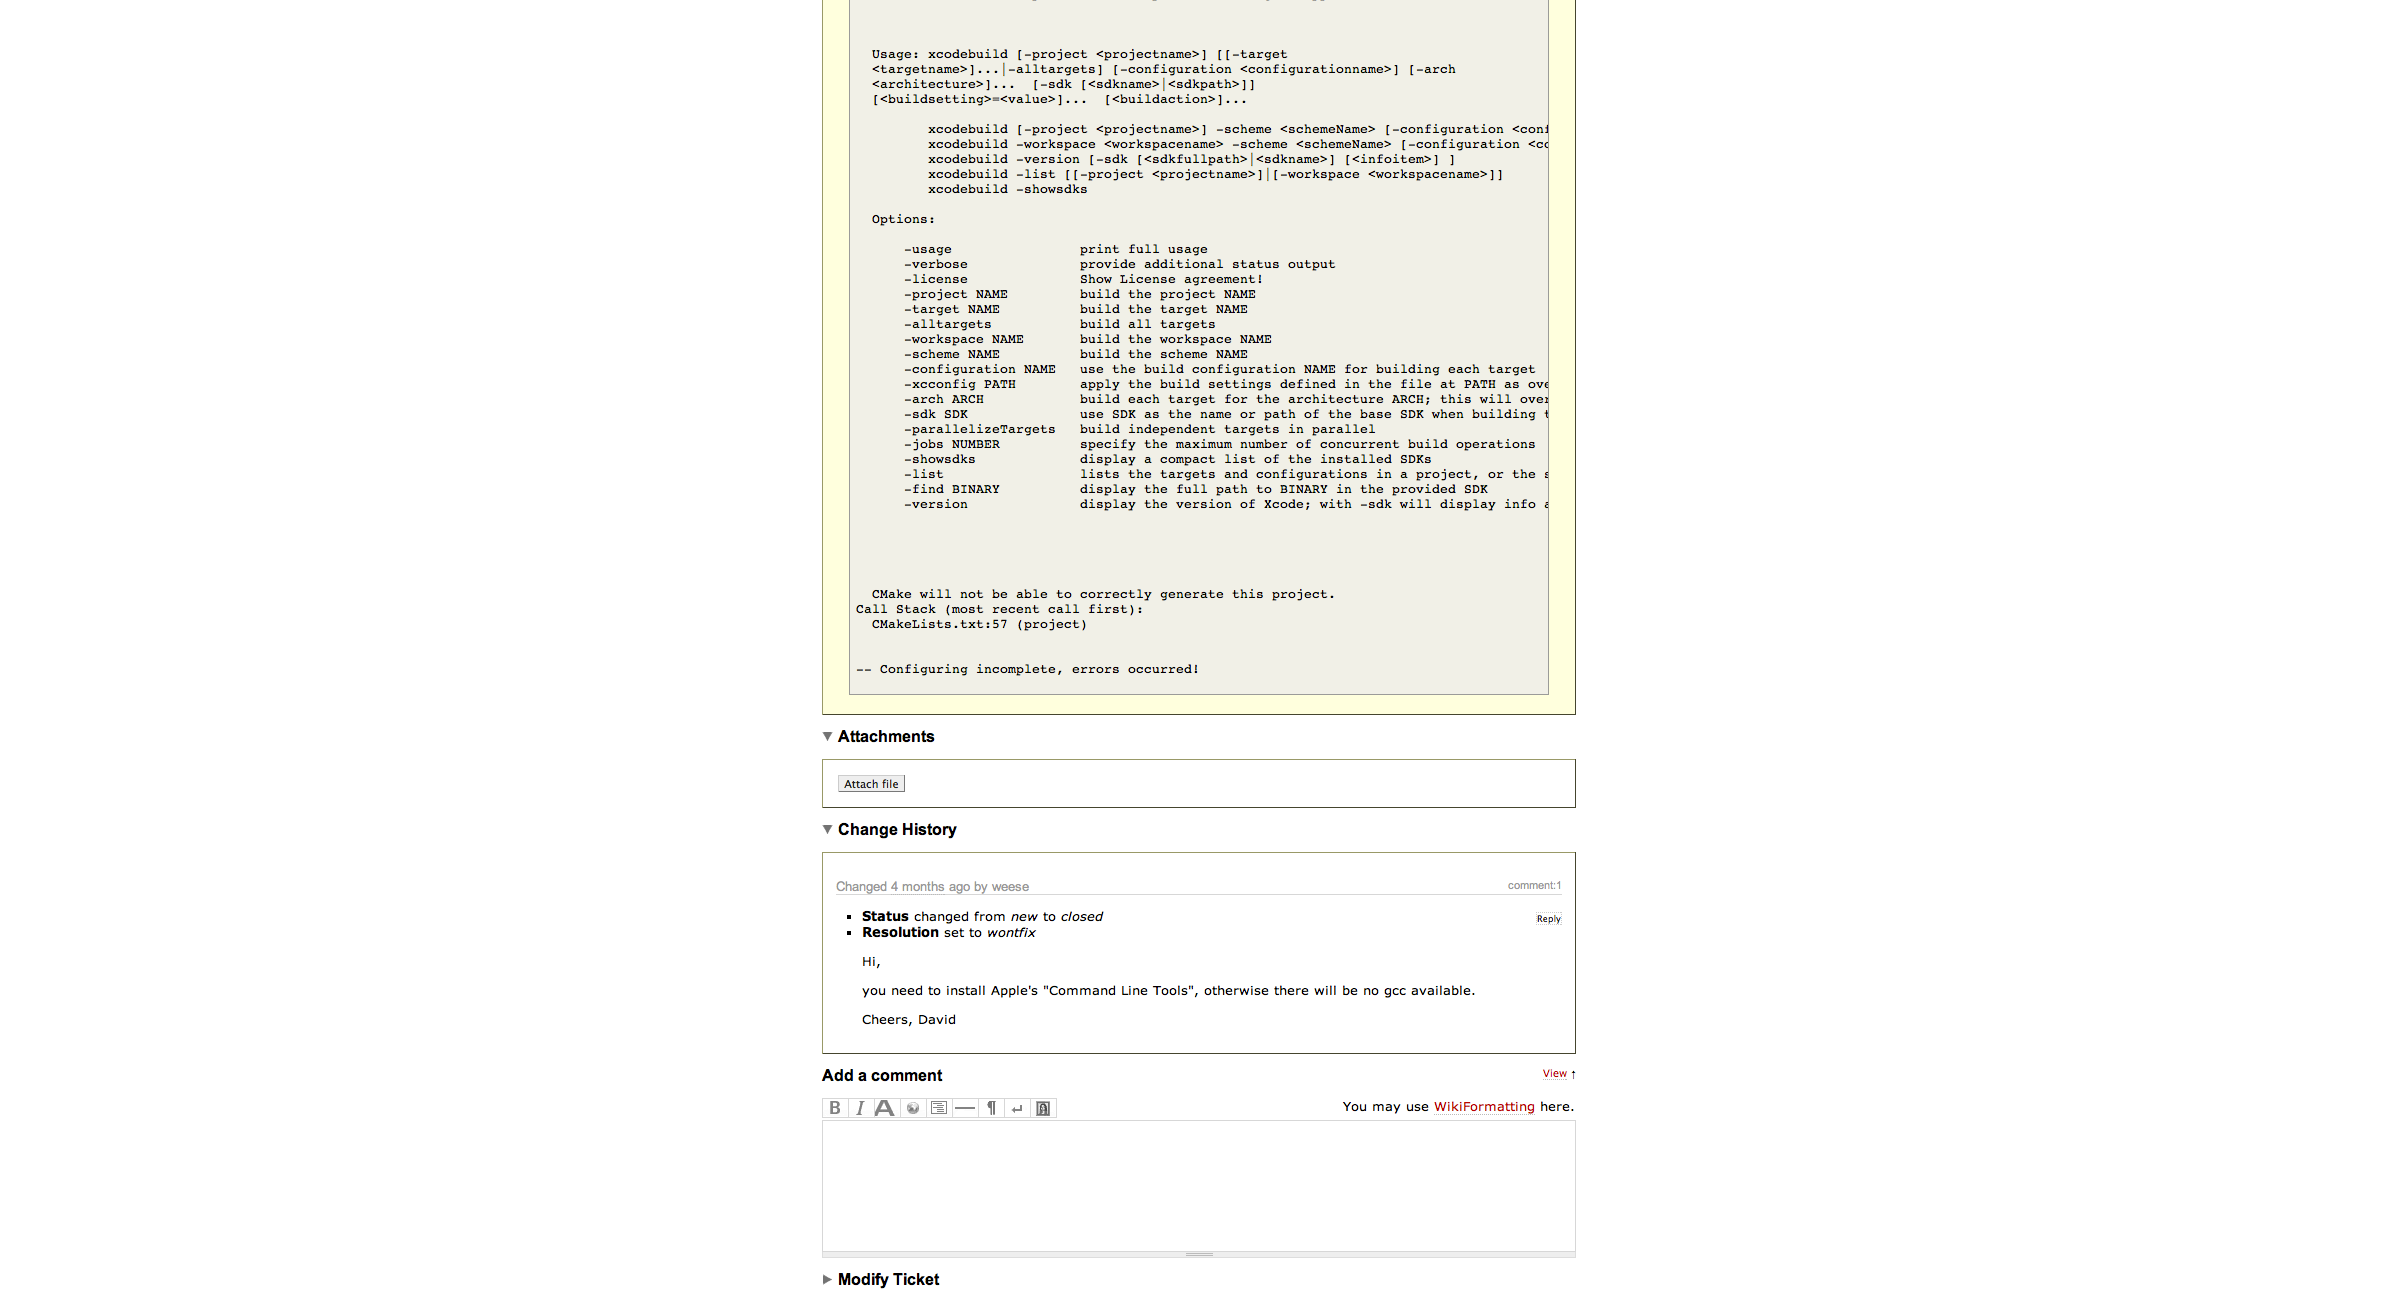 Usage: xcodebuild [-project <projectname>] [[-target
<targetname>]...|-alltargets] [-configuration <configurationname>] [-arch
<architecture>]...  [-sdk [<sdkname>|<sdkpath>]]
[<buildsetting>=<value>]...  [<buildaction>]...
xcodebuild [-project <projectname>] -scheme <schemeName> [-configuration
xcodebuild -workspace <workspacename> -scheme <schemeName> [-configuration
xcodebuild -version [-sdk [<sdkfullpath>|<sdkname>] [<infoitem>] ]
xcodebuild -list [[-project <projectname>]|[-workspace <workspacename>]]
xcodebuild -showsdks
Options:
-usage print full usage
-verbose provide additional status output
-license Show License agreement!
-project NAME build the project NAME
-target NAME build the target NAME
-alltargets build all targets
-workspace NAME build the workspace NAME
-scheme NAME build the scheme NAME
-configuration NAME use the build configuration NAME for building each target
-xcconfig PATH apply the build settings defined in the file at PATH as
-arch ARCH build each target for the architecture ARCH; this will
-sdk SDK use SDK as the name or path of the base SDK when building
-parallelizeTargets build independent targets in parallel
-jobs NUMBER specify the maximum number of concurrent build operations
-showsdks display a compact list of the installed SDKs
-list lists the targets and configurations in a project, or the
-find BINARY display the full path to BINARY in the provided SDK
-version display the version of Xcode; with -sdk will display info
CMake will not be able to correctly generate this project.
Call Stack (most recent call first):
CMakeLists.txt:57 (project)
-- Configuring incomplete, errors occurred!
Attachments
Attach file
Change History
Changed 4 months ago by weese comment:1
Status changed from new to closed Reply
Resolution set to wontfix
Hi,
you need to install Apple's "Command Line Tools", otherwise there will be no gcc available.
Cheers, David
Add a comment View ↑
B I A ¶ ↵ You may use WikiFormatting here.
Modify Ticket